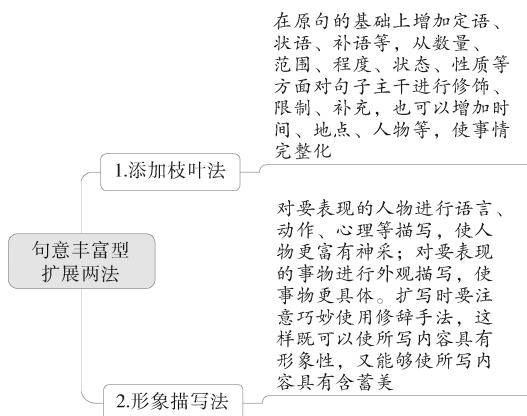 在原句的基础上增加定语、
状语、补语等，从数量、
范围、程度、状态、性质等
方面对句子主干进行修饰、
限制、补充，也可以增加时
间、地点、人物等，使事情
完整化
1.添加枝叶法
句意丰富型
扩展两法
对要表现的人物进行语言、
动作、心理等描写，使人
物更富有神采；对要表现
的事物进行外观描写，使
事物更具体。扩写时要注
意巧妙使用修辞手法，这
样既可以使所写内容具有
形象性，又能够使所写内
容具有含蓄美
2.形象描写法